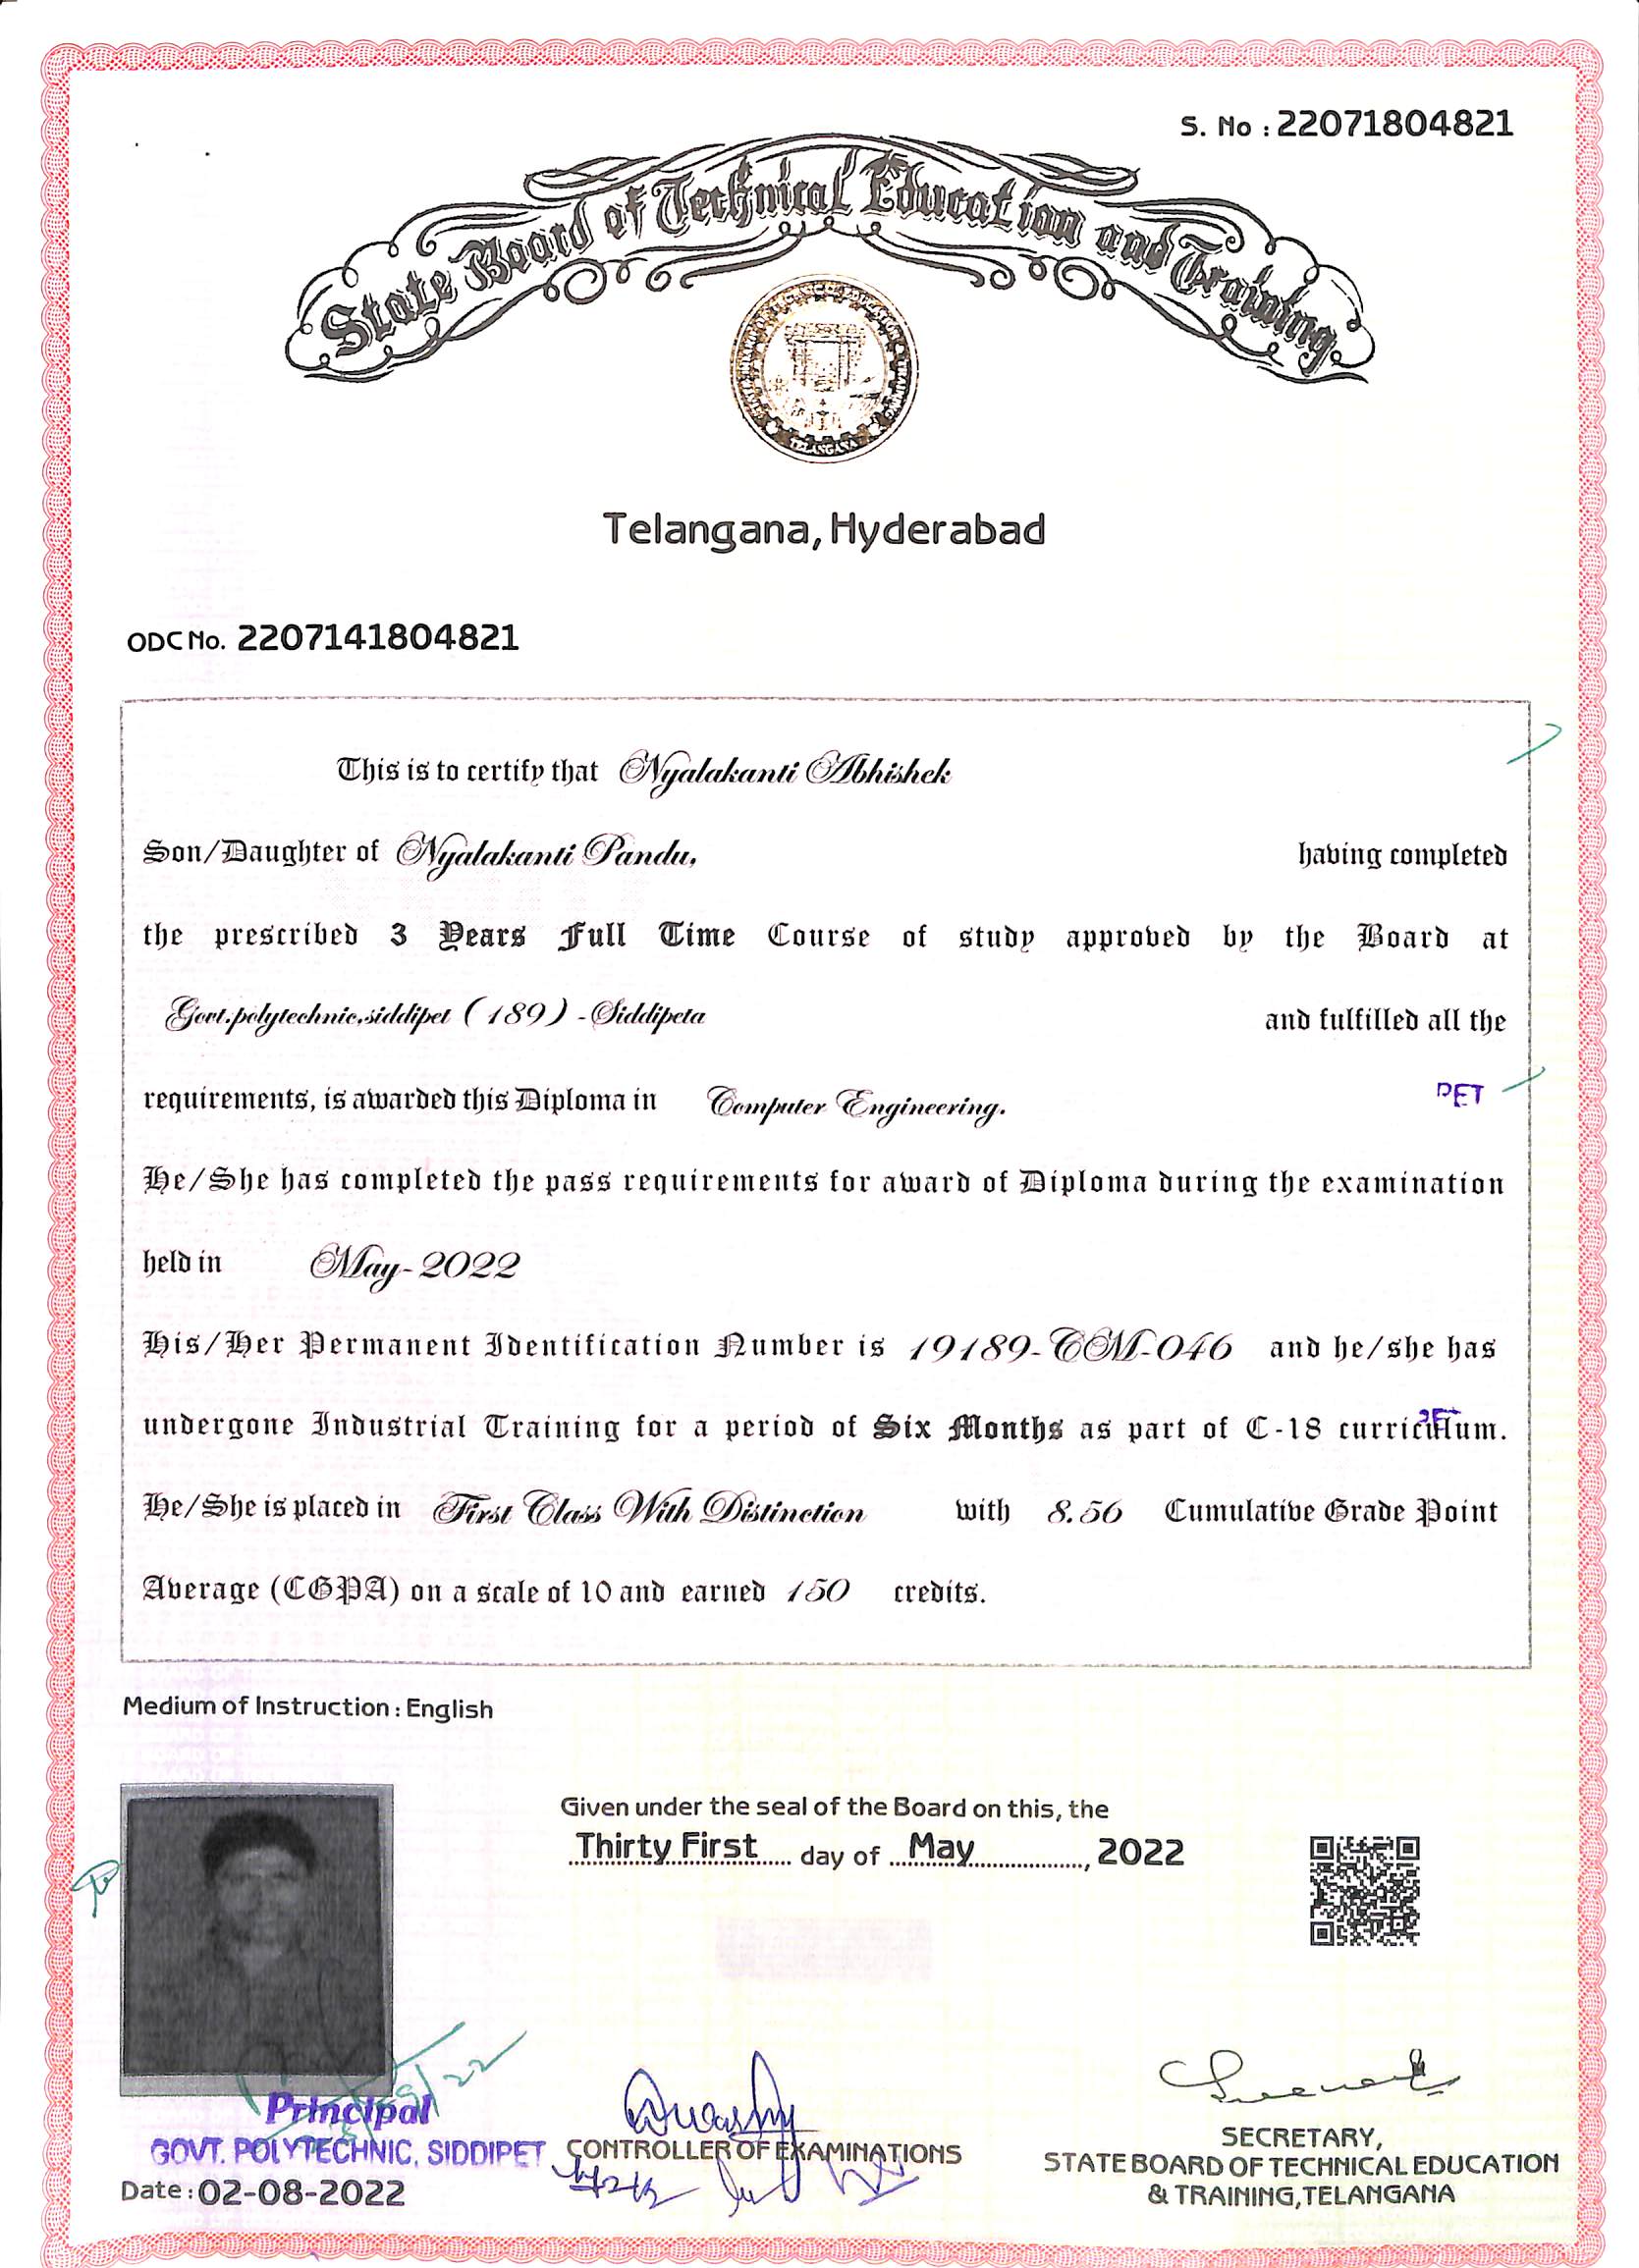 S. No : 22071804821
State Board of Technical Education and Training
TELANGANA
Telangana, Hyderabad
ODC No. 2207141804821
This is to certify that Nyalakanti Abhishek
Son/Daughter of Nyalakanti Pandu, having completed
the prescribed 3 Years Full Time Course of study approved by the Board at
Govt.polytechnic,siddipet ( 189 ) - Siddipeta and fulfilled all the
requirements, is awarded this Diploma in Computer Engineering.
He/She has completed the pass requirements for award of Diploma during the examination
held in May-2022
His/Her Permanent Identification Number is 19189-CM-046 and he/she has
undergone Industrial Training for a period of Six Months as part of C-18 curriculum.
He/She is placed in First Class With Distinction with 8.56 Cumulative Grade Point
Average (CGPA) on a scale of 10 and earned 150 credits.
Medium of Instruction : English
Given under the seal of the Board on this, the
Thirty First day of May, 2022
Principal
GOVT. POLYTECHNIC, SIDDIPET
Date : 02-08-2022
CONTROLLER OF EXAMINATIONS
SECRETARY,
STATE BOARD OF TECHNICAL EDUCATION
& TRAINING, TELANGANA